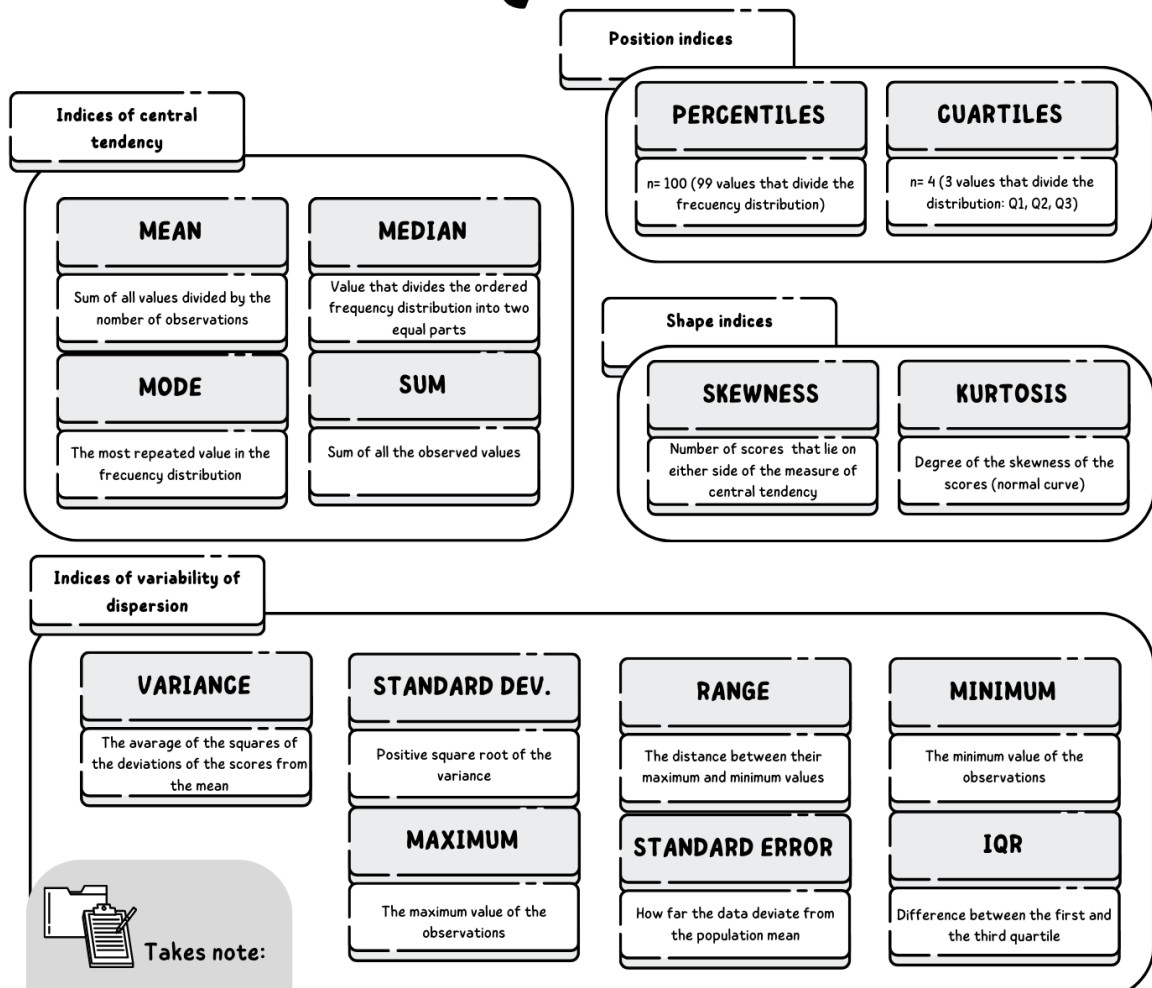 Position indices
PERCENTILES
CUARTILES
n= 100 (99 values that divide the
frecuency distribution)
n= 4 (3 values that divide the
distribution: Q1, Q2, Q3)
Indices of central
tendency
MEAN
MEDIAN
Sum of all values divided by the
nomber of observations
Value that divides the ordered
frequency distribution into two
equal parts
MODE
SUM
The most repeated value in the
frecuency distribution
Sum of all the observed values
Shape indices
SKEWNESS
KURTOSIS
Number of scores that lie on
either side of the measure of
central tendency
Degree of the skewness of the
scores (normal curve)
Indices of variability of
dispersion
VARIANCE
STANDARD DEV.
RANGE
MINIMUM
The avarage of the squares of
the deviations of the scores from
the mean
Positive square root of the
variance
The distance between their
maximum and minimum values
The minimum value of the
observations
MAXIMUM
STANDARD ERROR
IQR
The maximum value of the
observations
How far the data deviate from
the population mean
Difference between the first and
the third quartile
Takes note: